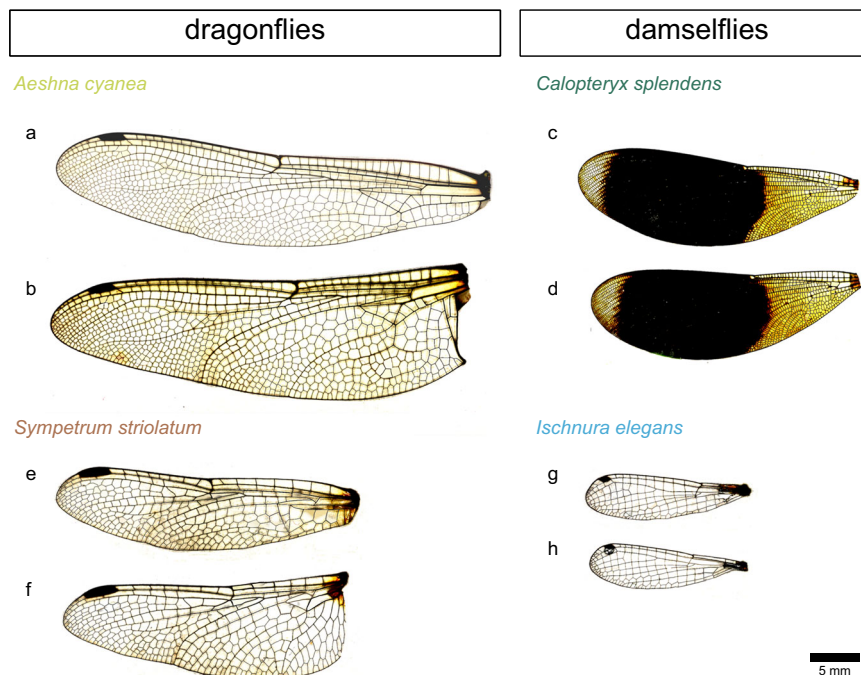 dragonflies
damselflies
Aeshna cyanea
Calopteryx splendens
a
c
b
d
Sympetrum striolatum
Ischnura elegans
e
g
f
h
5 mm